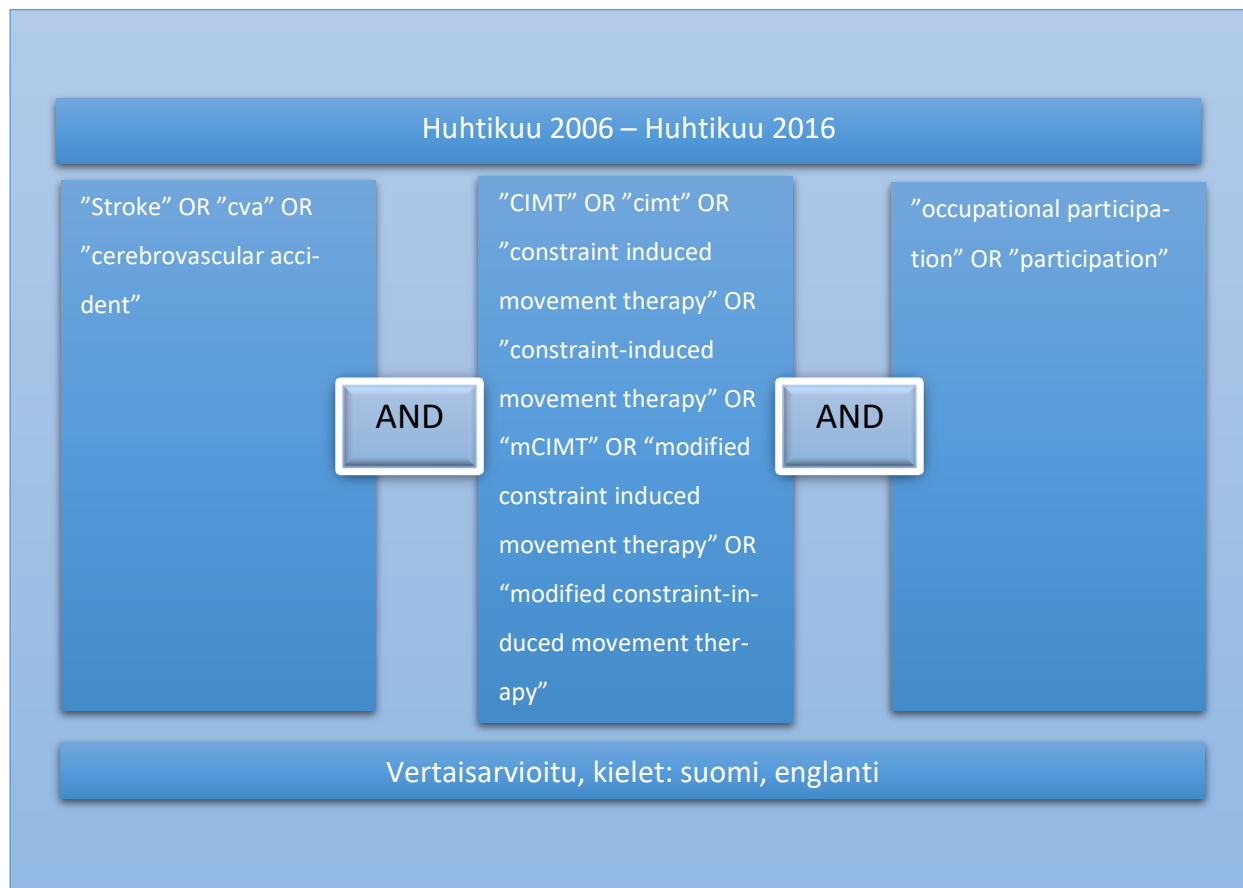 Huhtikuu 2006 – Huhtikuu 2016
”Stroke” OR ”cva” OR
”cerebrovascular acci-
dent”
AND
”CIMT” OR ”cimt” OR
”constraint induced
movement therapy” OR
”constraint-induced
movement therapy” OR
“mCIMT” OR “modified
constraint induced
movement therapy” OR
“modified constraint-in-
duced movement ther-
apy”
AND
”occupational participa-
tion” OR ”participation”
Vertaisarvioitu, kielet: suomi, englanti